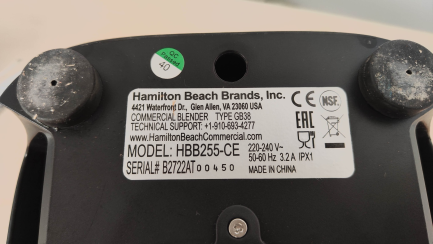 QC
40
Hamilton Beach Brands, Inc.
4421 Waterfront Dr., Glen Allen, VA 23060 USA
COMMERCIAL BLENDER TYPE GB38
TECHNICAL SUPPORT: +1-910-693-4277
www.HamiltonBeachCommercial.com
MODEL: HBB255-CE 220-240 V~
50-60 Hz 3.2 A IPX1
SERIAL# B2722AT00450 MADE IN CHINA
CE NSF
EAC